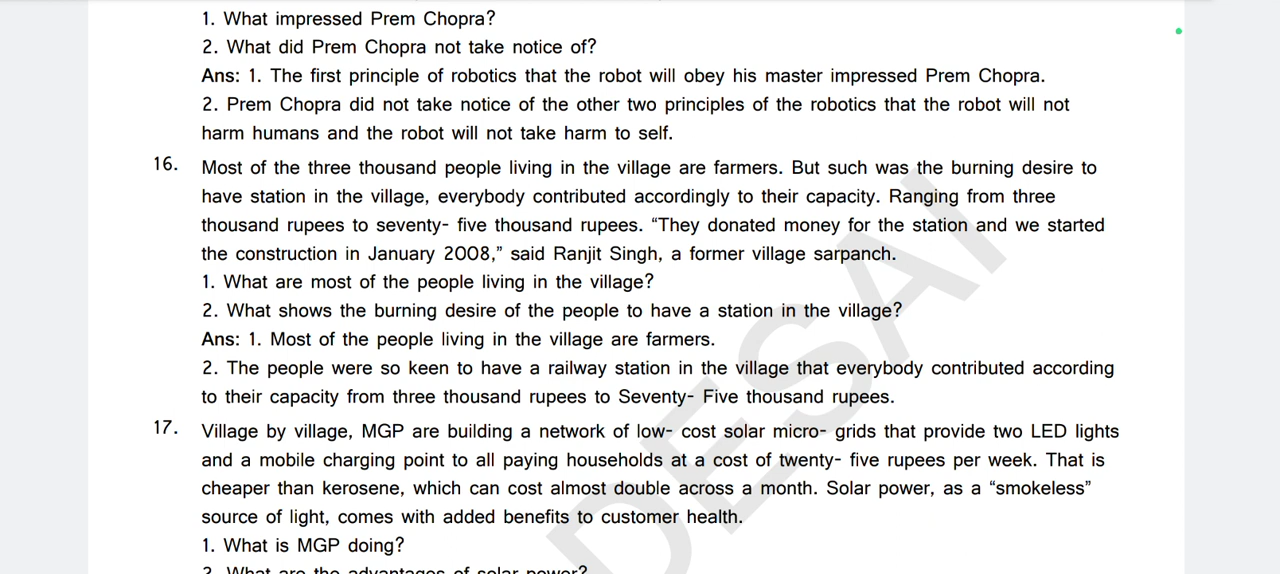 1. What impressed Prem Chopra?
2. What did Prem Chopra not take notice of?
Ans: 1. The first principle of robotics that the robot will obey his master impressed Prem Chopra.
2. Prem Chopra did not take notice of the other two principles of the robotics that the robot will not
harm humans and the robot will not take harm to self.
16. Most of the three thousand people living in the village are farmers. But such was the burning desire to
have station in the village, everybody contributed accordingly to their capacity. Ranging from three
thousand rupees to seventy- five thousand rupees. “They donated money for the station and we started
the construction in January 2008,” said Ranjit Singh, a former village sarpanch.
1. What are most of the people living in the village?
2. What shows the burning desire of the people to have a station in the village?
Ans: 1. Most of the people living in the village are farmers.
2. The people were so keen to have a railway station in the village that everybody contributed according
to their capacity from three thousand rupees to Seventy- Five thousand rupees.
17. Village by village, MGP are building a network of low- cost solar micro- grids that provide two LED lights
and a mobile charging point to all paying households at a cost of twenty- five rupees per week. That is
cheaper than kerosene, which can cost almost double across a month. Solar power, as a “smokeless”
source of light, comes with added benefits to customer health.
1. What is MGP doing?
2. What are the advantages of solar power?
DESAI